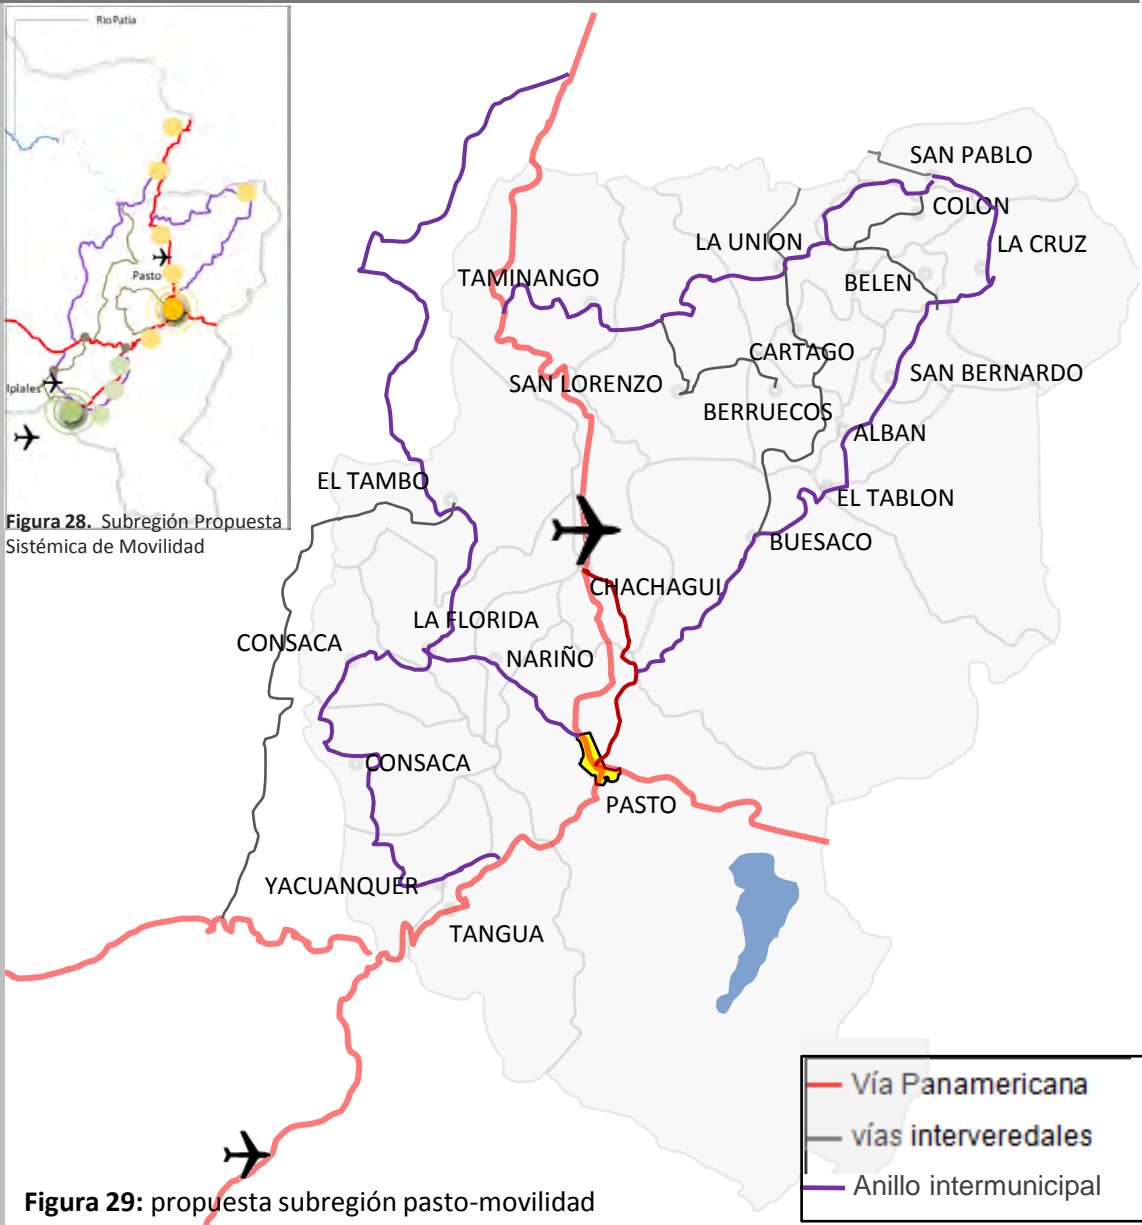 Rio Patia
Pasto
Ipiales
Figura 28. Subregión Propuesta
Sistémica de Movilidad
SAN PABLO
COLON
LA UNION
LA CRUZ
TAMINANGO
BELEN
CARTAGO
SAN LORENZO
SAN BERNARDO
BERRUECOS
ALBAN
EL TAMBO
EL TABLON
BUESACO
CHACHAGUI
LA FLORIDA
CONSACA
NARIÑO
CONSACA
PASTO
YACUANQUER
TANGUA
Vía Panamericana
vías interveredales
Anillo intermunicipal
Figura 29: propuesta subregión pasto-movilidad